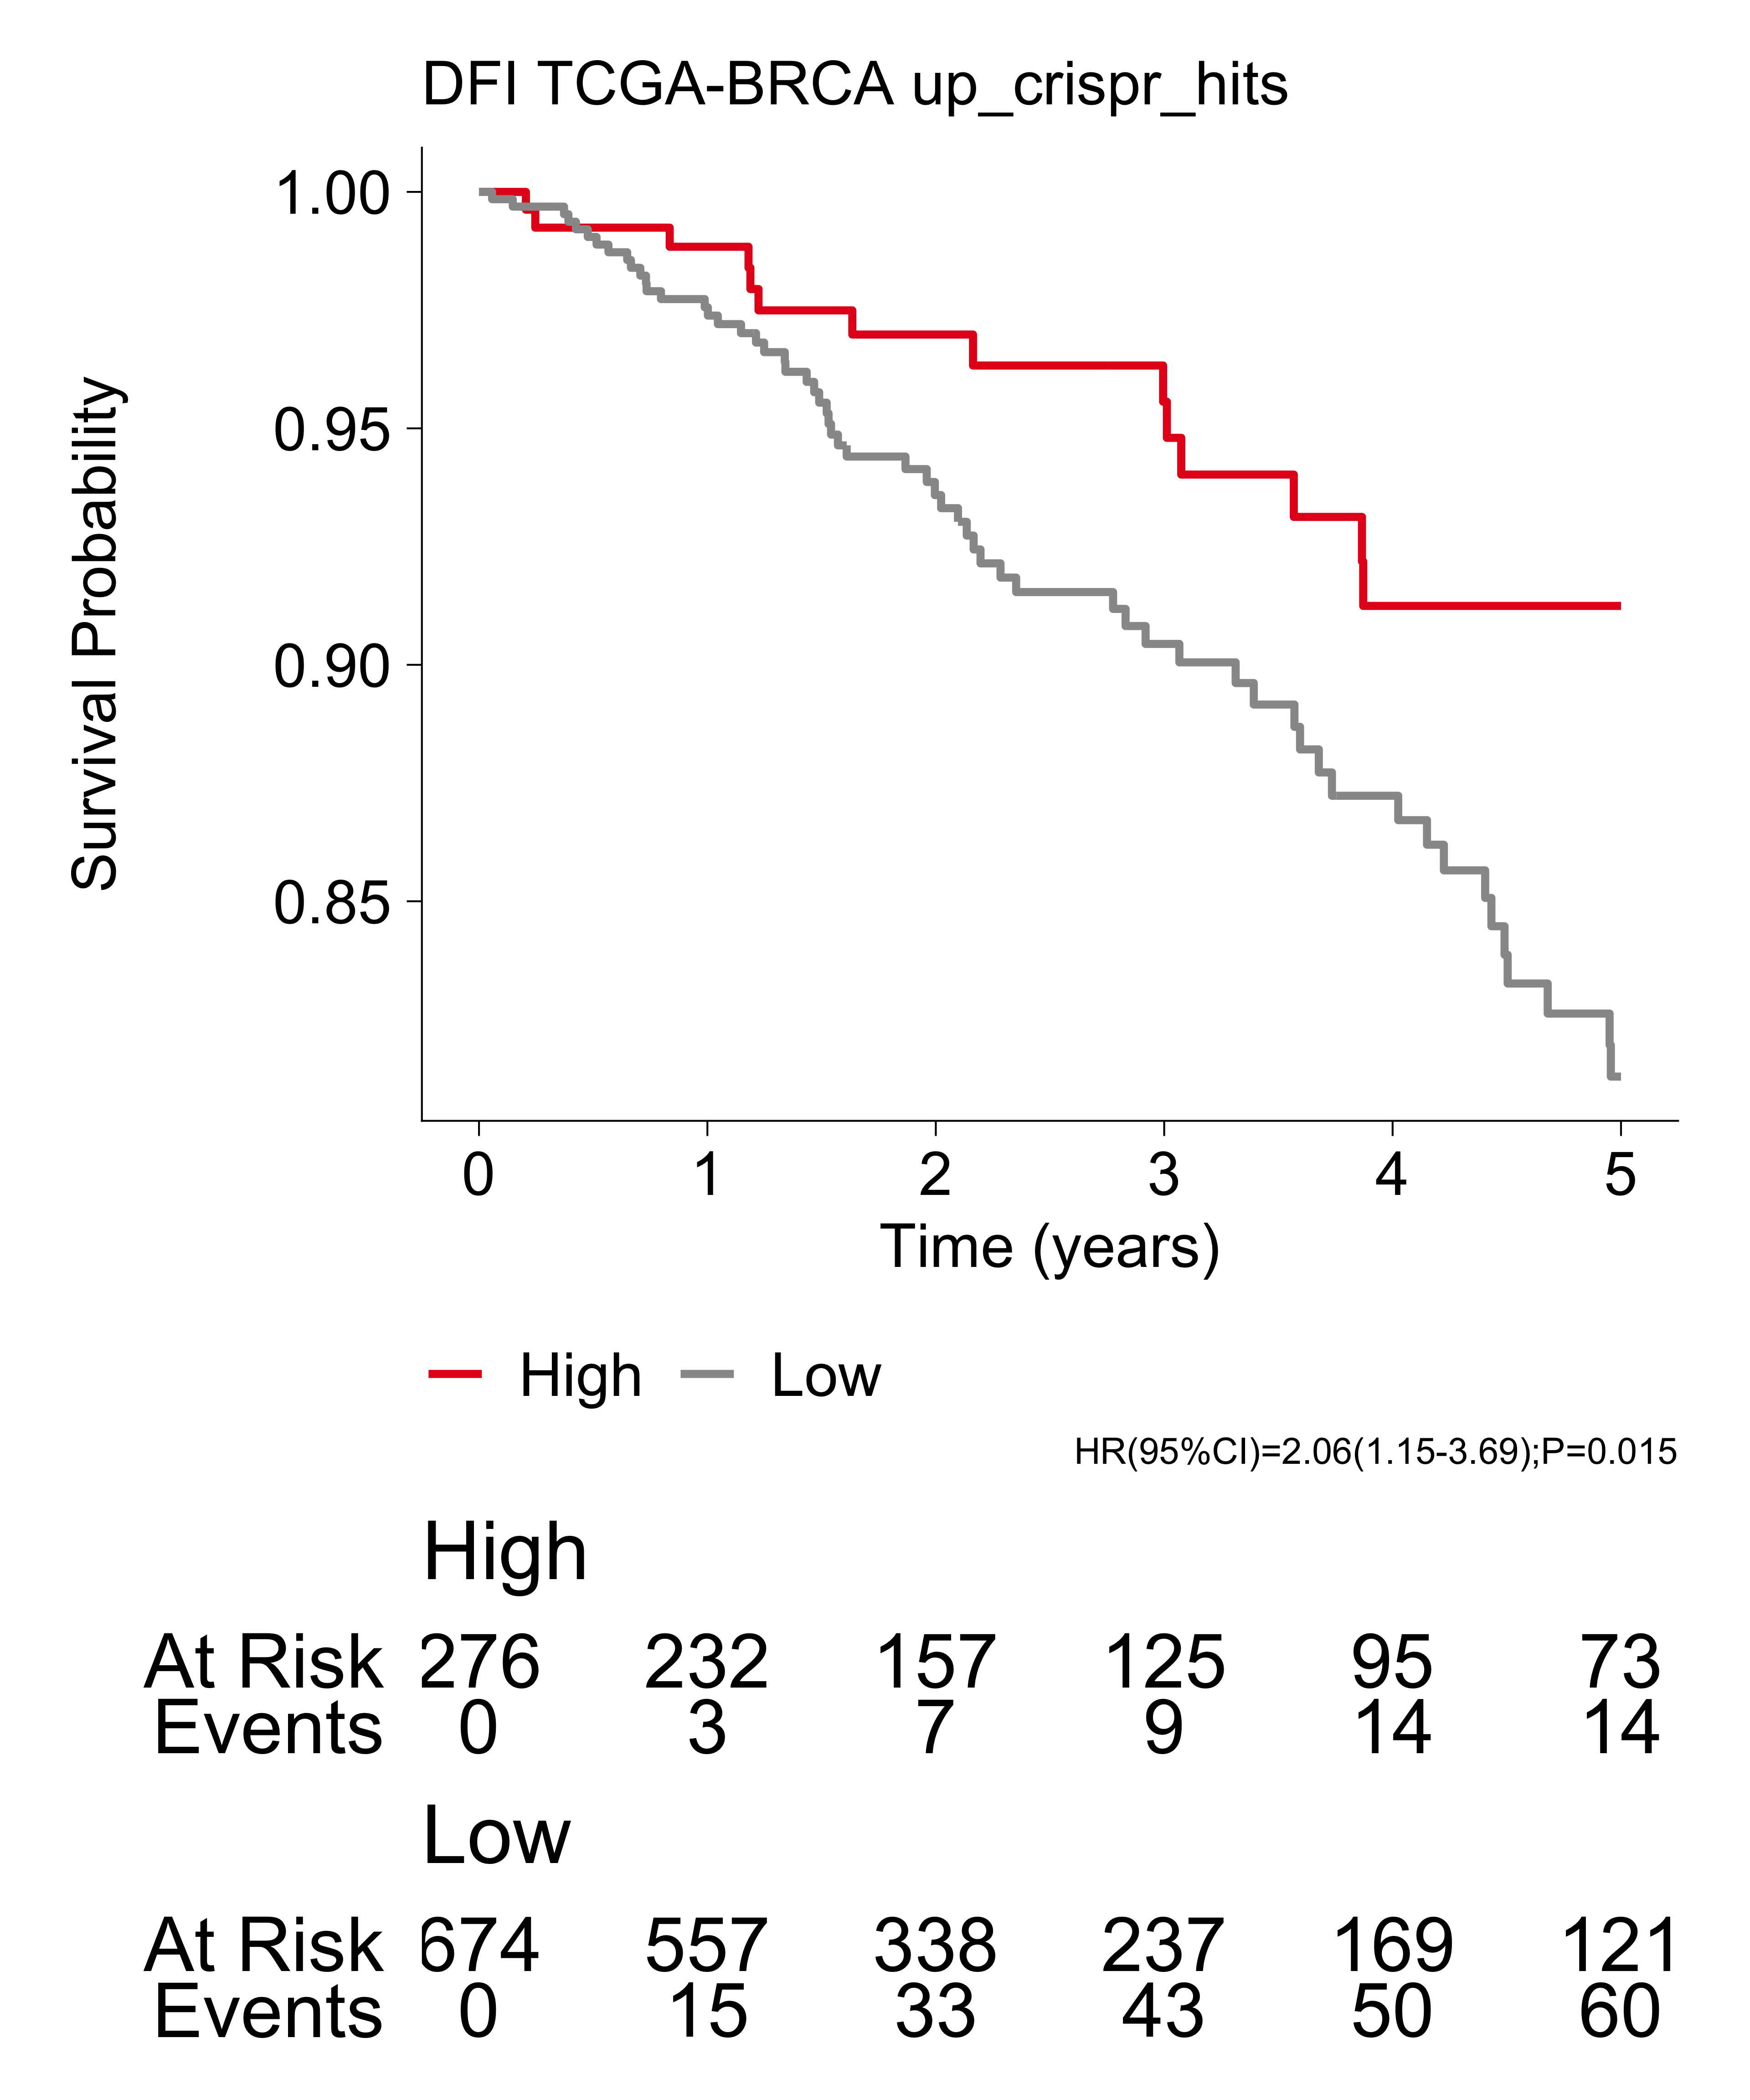 DFI TCGA-BRCA up_crispr_hits
Survival Probability
1.00
0.95
0.90
0.85
0 1 2 3 4 5
Time (years)
High Low
HR(95%CI)=2.06(1.15-3.69);P=0.015
High
At Risk 276 232 157 125 95 73
Events 0 3 7 9 14 14
Low
At Risk 674 557 338 237 169 121
Events 0 15 33 43 50 60